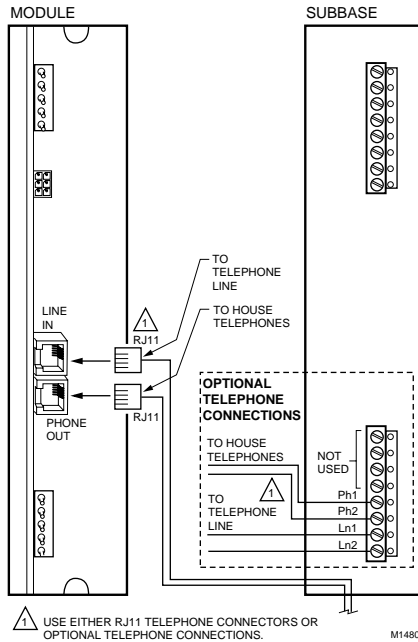 MODULE
SUBBASE
TO
TELEPHONE
LINE
TO HOUSE
TELEPHONES
LINE
IN
1
RJ11
PHONE
OUT
RJ11
OPTIONAL
TELEPHONE
CONNECTIONS
TO HOUSE
TELEPHONES
NOT
USED
1
TO
TELEPHONE
LINE
Ph1
Ph2
Ln1
Ln2
1 USE EITHER RJ11 TELEPHONE CONNECTORS OR
OPTIONAL TELEPHONE CONNECTIONS.